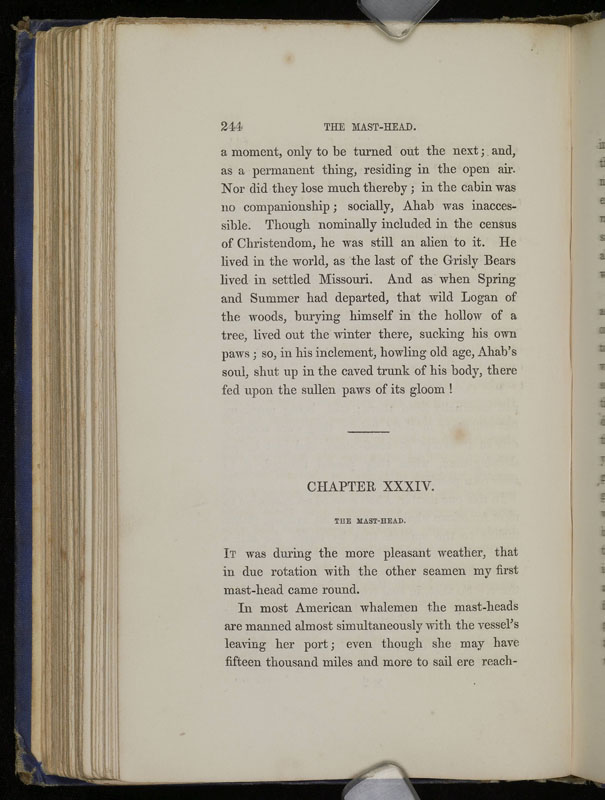 244 THE MAST-HEAD.
a moment, only to be turned out the next; and,
as a permanent thing, residing in the open air.
Nor did they lose much thereby; in the cabin was
no companionship; socially, Ahab was inacces-
sible. Though nominally included in the census
of Christendom, he was still an alien to it. He
lived in the world, as the last of the Grisly Bears
lived in settled Missouri. And as when Spring
and Summer had departed, that wild Logan of
the woods, burying himself in the hollow of a
tree, lived out the winter there, sucking his own
paws; so, in his inclement, howling old age, Ahab's
soul, shut up in the caved trunk of his body, there
fed upon the sullen paws of its gloom!
CHAPTER XXXIV.
THE MAST-HEAD.
IT was during the more pleasant weather, that
in due rotation with the other seamen my first
mast-head came round.
In most American whalemen the mast-heads
are manned almost simultaneously with the vessel's
leaving her port; even though she may have
fifteen thousand miles and more to sail ere reach-